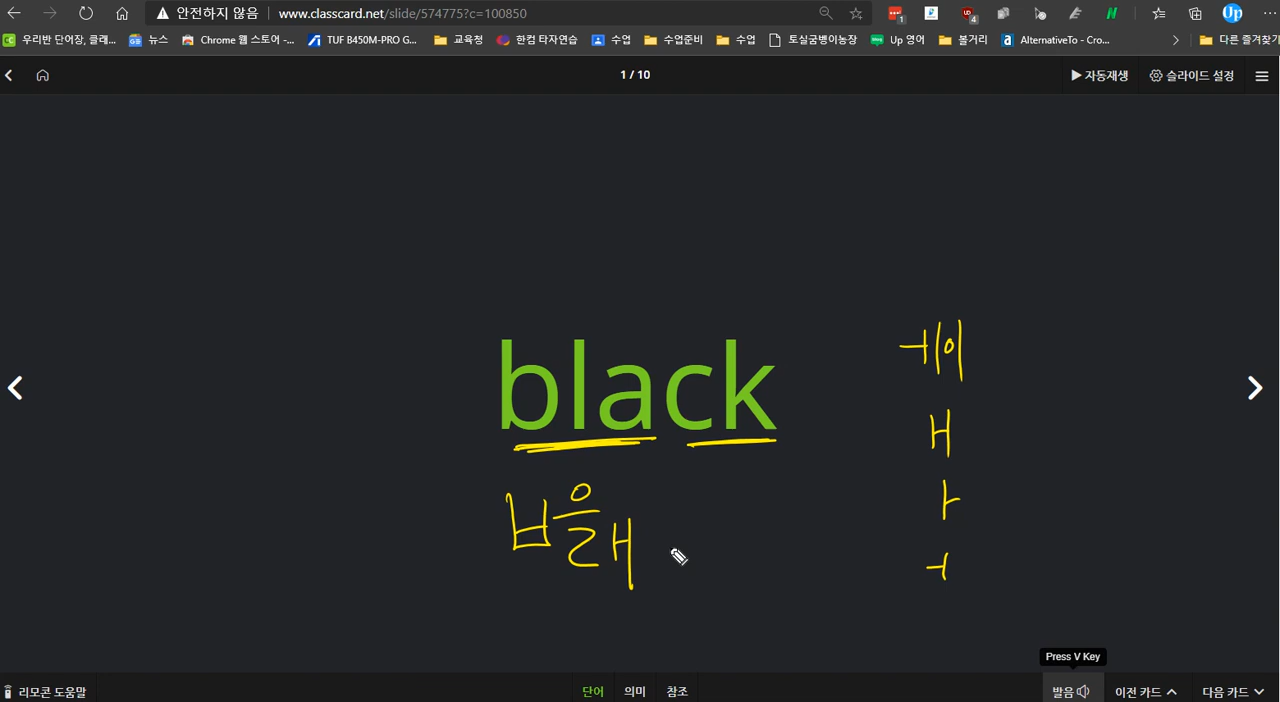 안전하지 않음 | www.classcard.net/slide/574775?c=100850
우리반 단어장, 클래... 뉴스 Chrome 웹 스토어 -... TUF B450M-PRO G... 교육청 한컴 타자연습 수업 수업준비 수업 토실굼벵이농장 Up 영어 볼거리 AlternativeTo - Cro... 다른 즐겨찾기
1 / 10 자동재생 슬라이드 설정
ㅔ이
black
ㅐ
ㅏ
ㅂ을ㅐ
ㅓ
Press V Key
리모콘 도움말 단어 의미 참조 발음 이전 카드 다음 카드